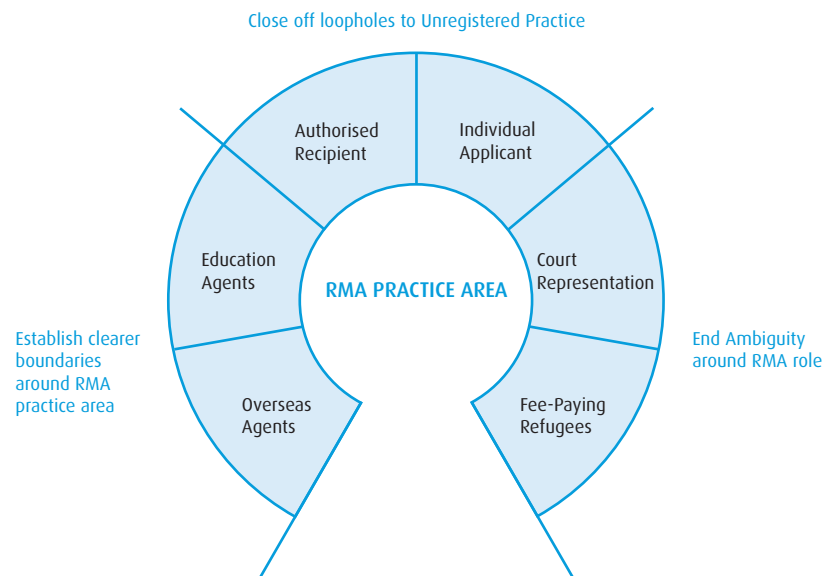 Close off loopholes to Unregistered Practice
Authorised
Recipient
Individual
Applicant
Education
Agents
RMA PRACTICE AREA
Court
Representation
Establish clearer
boundaries
around RMA
practice area
End Ambiguity
around RMA role
Overseas
Agents
Fee-Paying
Refugees